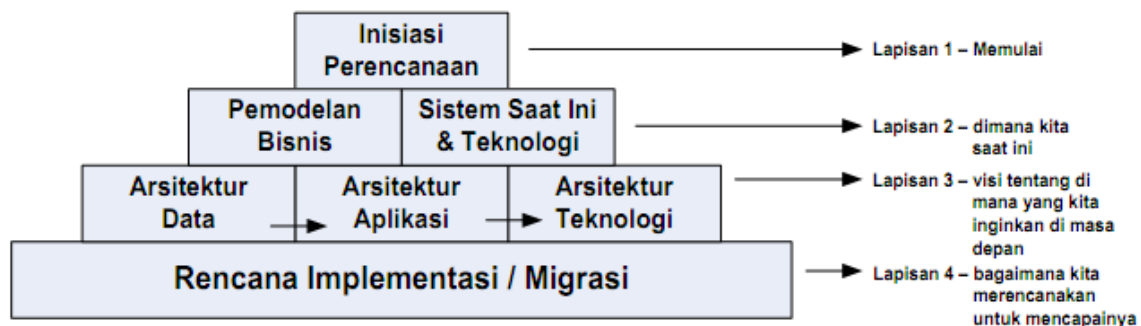 Inisiasi
Perencanaan
Lapisan 1 – Memulai
Pemodelan
Bisnis
Sistem Saat Ini
& Teknologi
Lapisan 2 – dimana kita
saat ini
Arsitektur
Data
Arsitektur
Aplikasi
Arsitektur
Teknologi
Lapisan 3 – visi tentang di
mana yang kita
inginkan di masa
depan
Rencana Implementasi / Migrasi
Lapisan 4 – bagaimana kita
merencanakan
untuk mencapainya